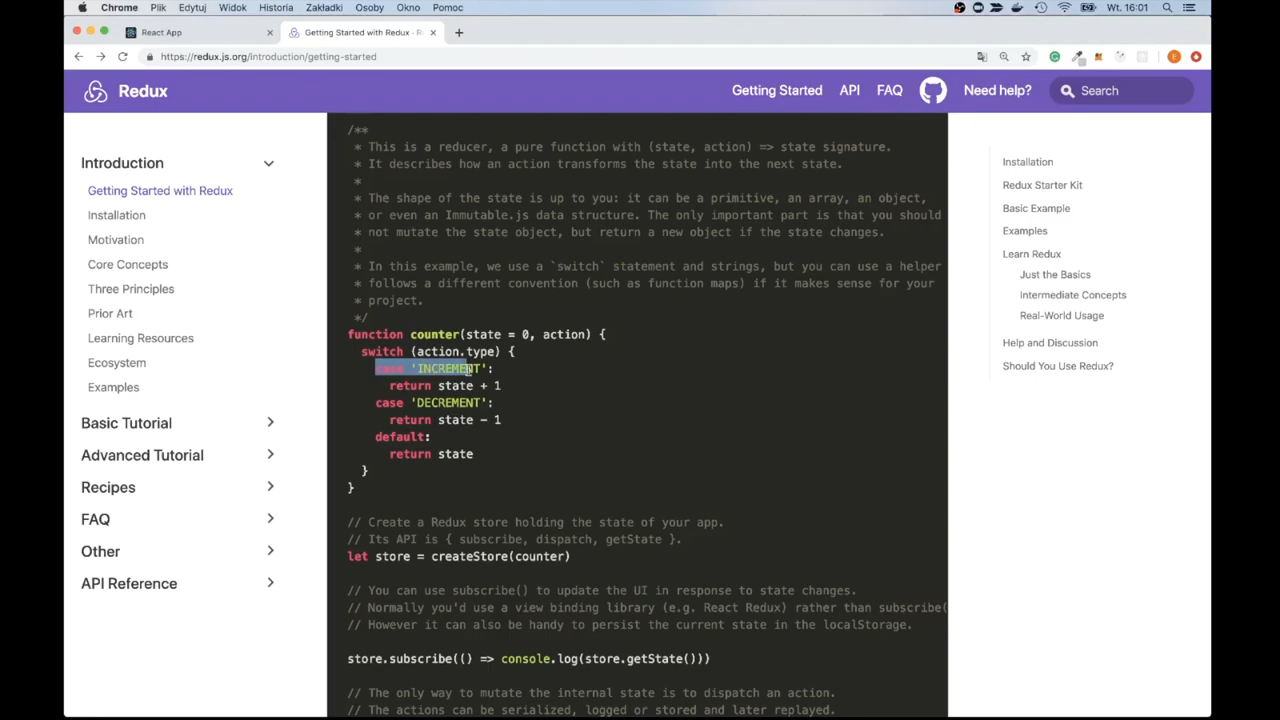 Chrome Plik Edytuj Widok Historia Zakładki Osoby Okno Pomoc Wt. 16:01
React App Getting Started with Redux · R
https://redux.js.org/introduction/getting-started
Redux Getting Started API FAQ Need help? Search
Introduction
Getting Started with Redux
Installation
Motivation
Core Concepts
Three Principles
Prior Art
Learning Resources
Ecosystem
Examples
Basic Tutorial
Advanced Tutorial
Recipes
FAQ
Other
API Reference
/**
* This is a reducer, a pure function with (state, action) => state signature.
* It describes how an action transforms the state into the next state.
*
* The shape of the state is up to you: it can be a primitive, an array, an object,
* or even an Immutable.js data structure. The only important part is that you should
* not mutate the state object, but return a new object if the state changes.
*
* In this example, we use a `switch` statement and strings, but you can use a helper
* follows a different convention (such as function maps) if it makes sense for your
* project.
*/
function counter(state = 0, action) {
switch (action.type) {
case 'INCREMENT':
return state + 1
case 'DECREMENT':
return state - 1
default:
return state
}
}
// Create a Redux store holding the state of your app.
// Its API is { subscribe, dispatch, getState }.
let store = createStore(counter)
// You can use subscribe() to update the UI in response to state changes.
// Normally you'd use a view binding library (e.g. React Redux) rather than subscribe(
// However it can also be handy to persist the current state in the localStorage.
store.subscribe(() => console.log(store.getState()))
// The only way to mutate the internal state is to dispatch an action.
// The actions can be serialized, logged or stored and later replayed.
Installation
Redux Starter Kit
Basic Example
Examples
Learn Redux
Just the Basics
Intermediate Concepts
Real-World Usage
Help and Discussion
Should You Use Redux?